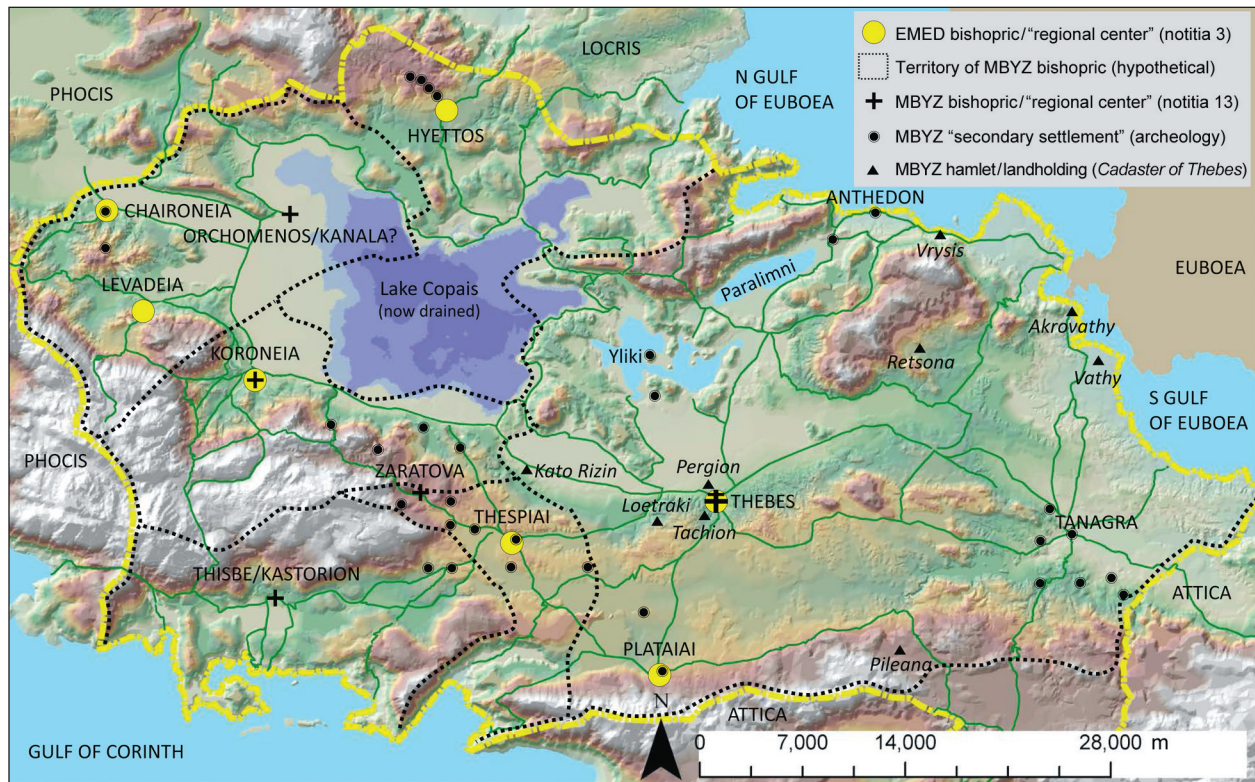 EMED bishopric/“regional center” (notitia 3)
Territory of MBYZ bishopric (hypothetical)
MBYZ bishopric/“regional center” (notitia 13)
MBYZ “secondary settlement” (archeology)
MBYZ hamlet/landholding (Cadaster of Thebes)
LOCRIS
N GULF
OF EUBOEA
PHOCIS
HYETTOS
CHAIRONEIA
ORCHOMENOS/KANALA?
ANTHEDON
Vrysis
EUBOEA
LEVADEIA
Lake Copais
(now drained)
Paralimni
Akrovathy
KORONEIA
Yliki
Retsona
Vathy
S GULF
OF EUBOEA
PHOCIS
ZARATOVA
Kato Rizin
Pergion
THEBES
Loetraki
Tachion
THESPIAI
TANAGRA
THISBE/KASTORION
ATTICA
PLATAIAI
Pileana
N
ATTICA
GULF OF CORINTH
0 7,000 14,000 28,000 m